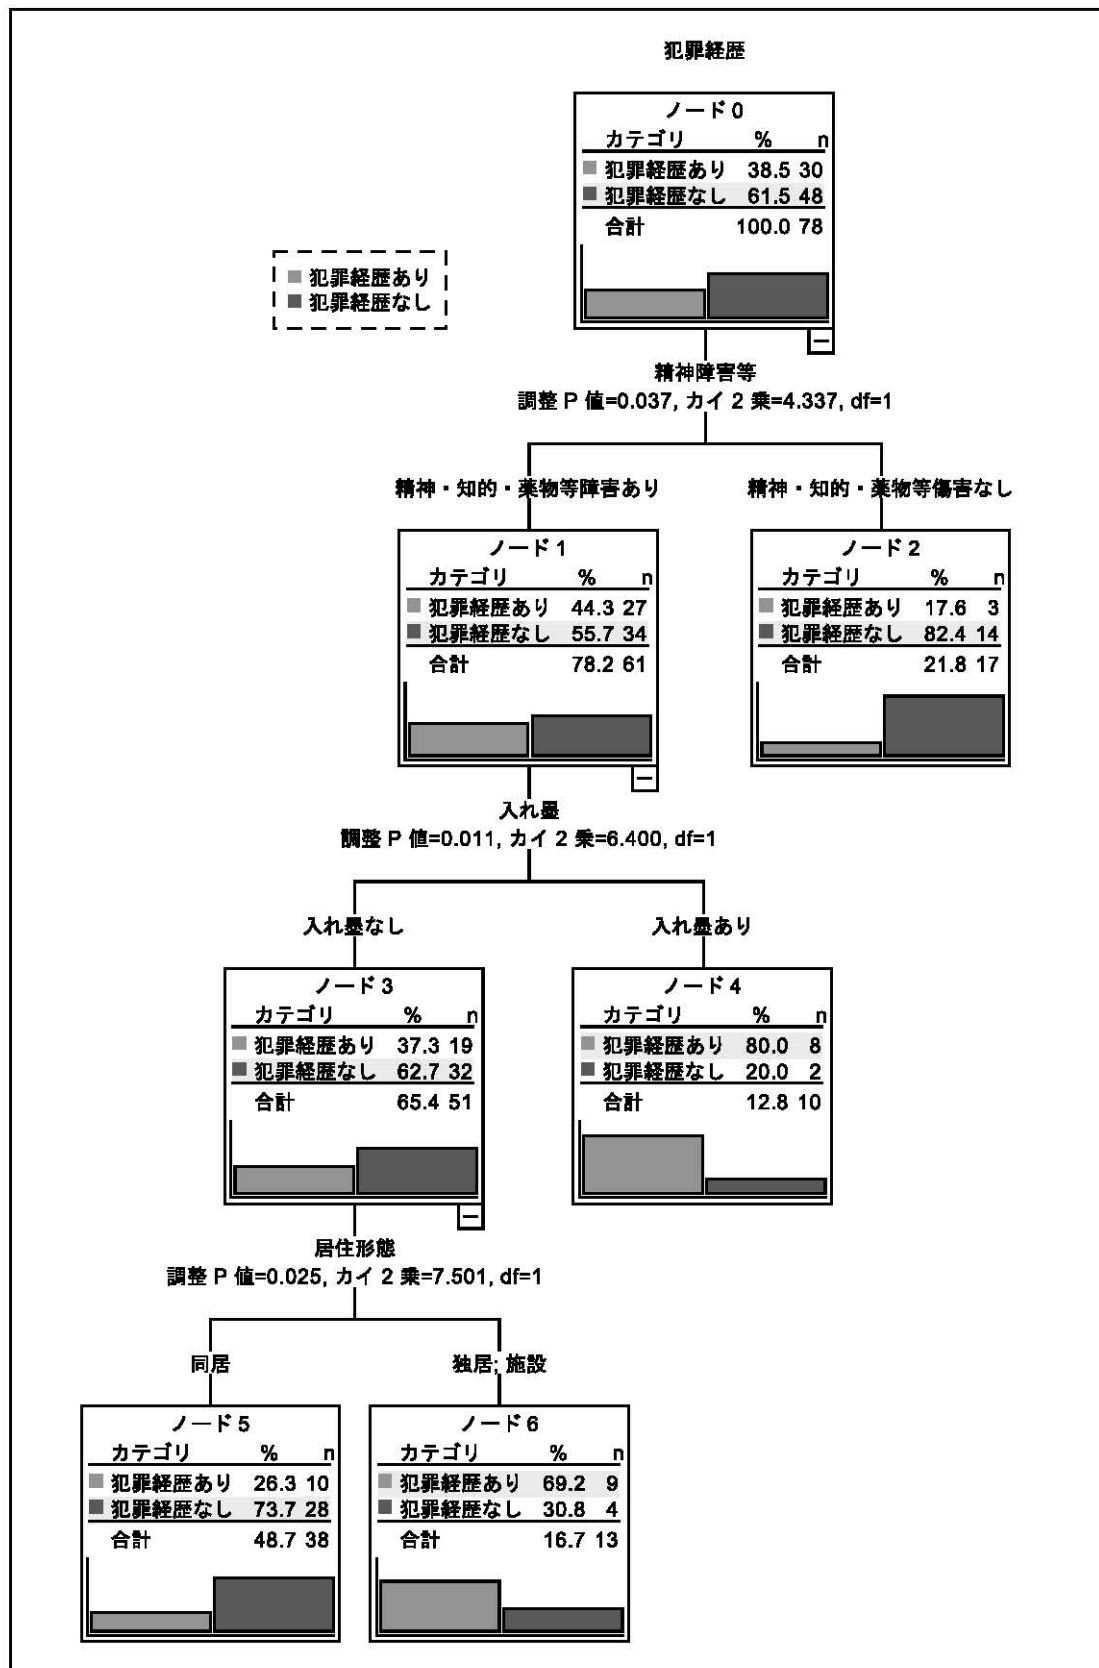 犯罪経歴
ノード 0
カテゴリ % n
犯罪経歴あり 38.5 30
犯罪経歴なし 61.5 48
合計 100.0 78
犯罪経歴あり
犯罪経歴なし
精神障害等
調整 P 値=0.037, カイ 2 乗=4.337, df=1
精神・知的・薬物等障害あり
精神・知的・薬物等傷害なし
ノード 1
カテゴリ % n
犯罪経歴あり 44.3 27
犯罪経歴なし 55.7 34
合計 78.2 61
ノード 2
カテゴリ % n
犯罪経歴あり 17.6 3
犯罪経歴なし 82.4 14
合計 21.8 17
入れ墨
調整 P 値=0.011, カイ 2 乗=6.400, df=1
入れ墨なし
入れ墨あり
ノード 3
カテゴリ % n
犯罪経歴あり 37.3 19
犯罪経歴なし 62.7 32
合計 65.4 51
ノード 4
カテゴリ % n
犯罪経歴あり 80.0 8
犯罪経歴なし 20.0 2
合計 12.8 10
居住形態
調整 P 値=0.025, カイ 2 乗=7.501, df=1
同居
独居; 施設
ノード 5
カテゴリ % n
犯罪経歴あり 26.3 10
犯罪経歴なし 73.7 28
合計 48.7 38
ノード 6
カテゴリ % n
犯罪経歴あり 69.2 9
犯罪経歴なし 30.8 4
合計 16.7 13